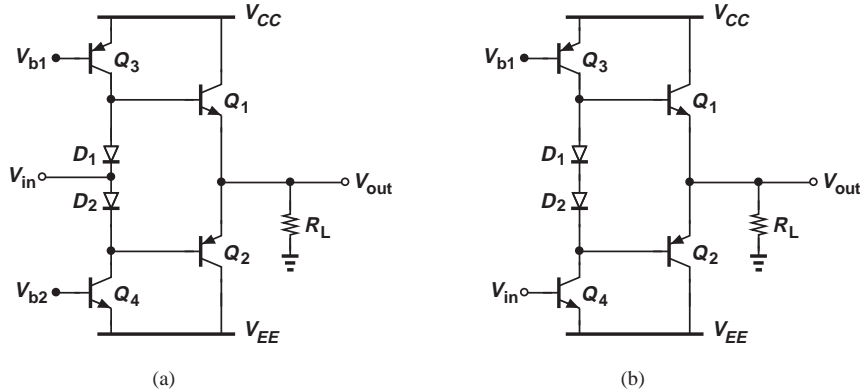 V_CC V_CC
V_b1 Q_3 V_b1 Q_3
Q_1 Q_1
D_1 D_1
V_in V_out V_out
D_2 D_2
R_L R_L
Q_2 Q_2
V_b2 Q_4 V_in Q_4
V_EE V_EE
(a) (b)